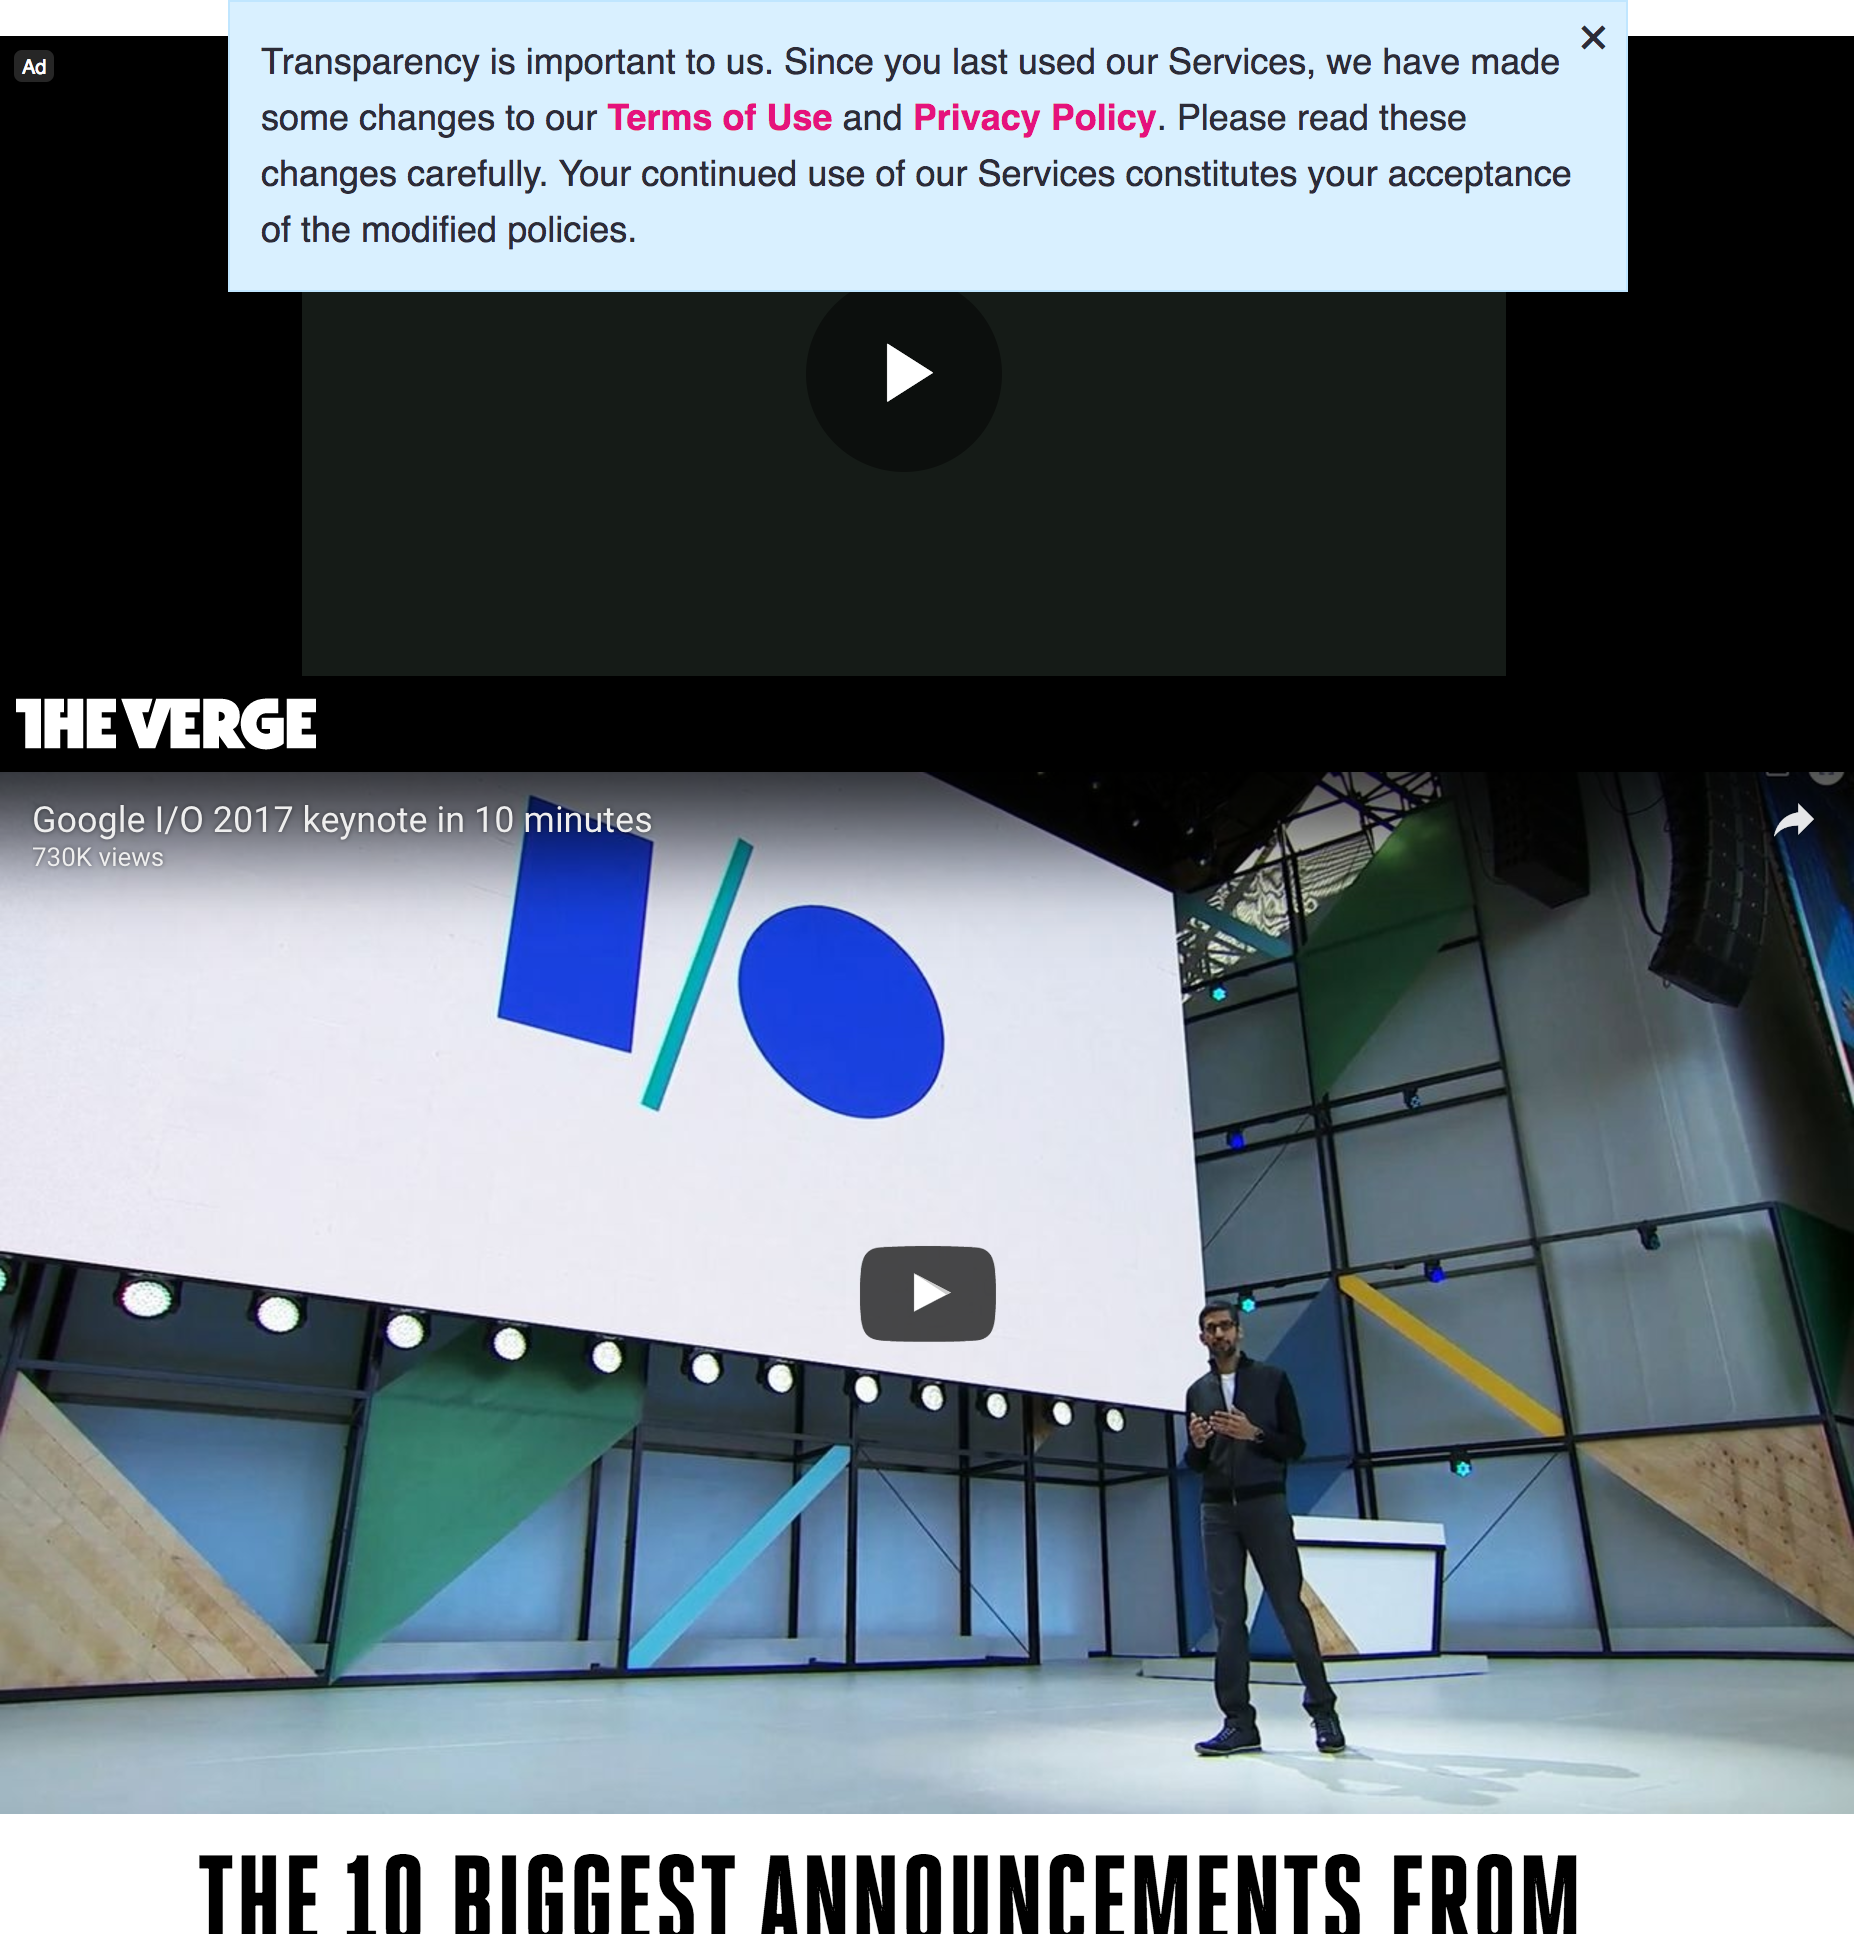 Ad
Transparency is important to us. Since you last used our Services, we have made
some changes to our Terms of Use and Privacy Policy. Please read these
changes carefully. Your continued use of our Services constitutes your acceptance
of the modified policies.
THE VERGE
Google I/O 2017 keynote in 10 minutes
730K views
I/O
THE 10 BIGGEST ANNOUNCEMENTS FROM